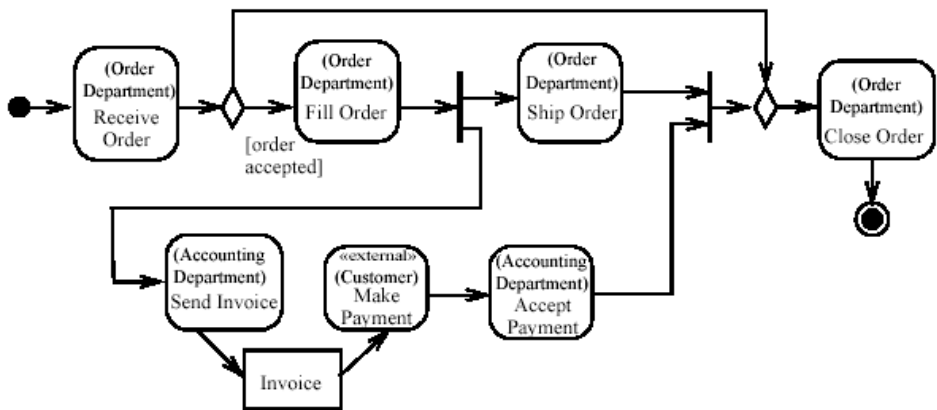 (Order
Department)
Receive
Order
(Order
Department)
Fill Order
[order
accepted]
(Order
Department)
Ship Order
(Order
Department)
Close Order
(Accounting
Department)
Send Invoice
Invoice
«external»
(Customer)
Make
Payment
(Accounting
Department)
Accept
Payment